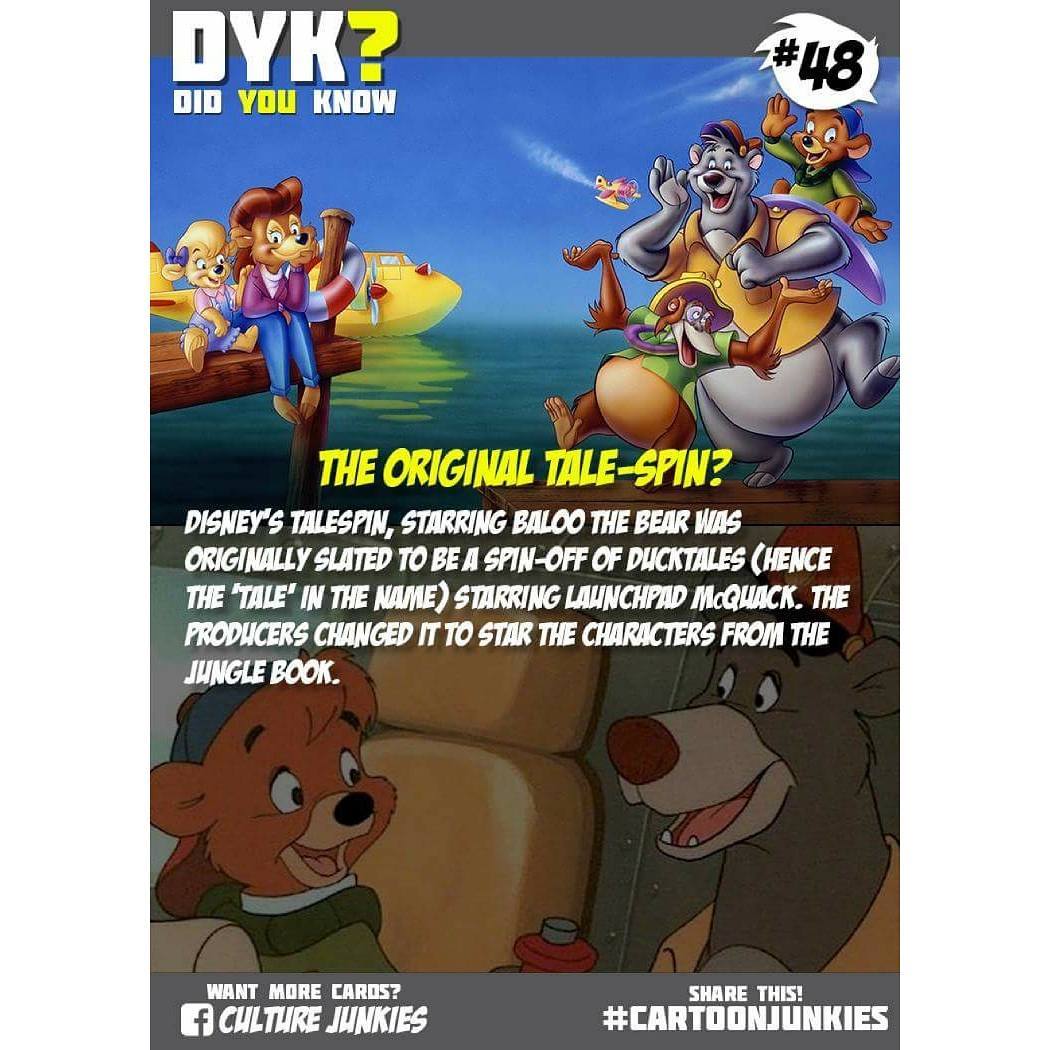 DYK?
DID YOU KNOW
#48
THE ORIGINAL TALE-SPIN?
DISNEY'S TALESPIN, STARRING BALOO THE BEAR WAS
ORIGINALLY SLATED TO BE A SPIN-OFF OF DUCKTALES (HENCE
THE 'TALE' IN THE NAME) STARRING LAUNCHPAD McQUACK. THE
PRODUCERS CHANGED IT TO STAR THE CHARACTERS FROM THE
JUNGLE BOOK.
WANT MORE CARDS?
f CULTURE JUNKIES
SHARE THIS!
#CARTOONJUNKIES